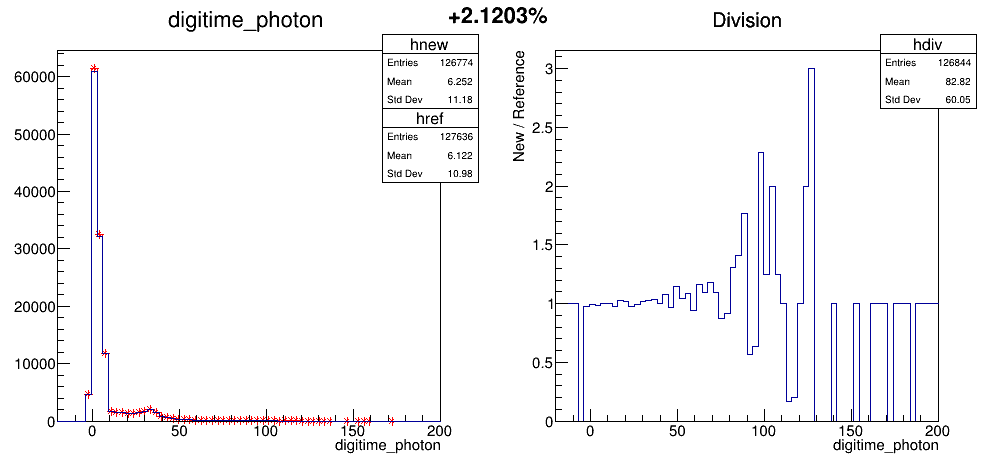 +2.1203%
digitime_photon
hnew
Entries 126774
Mean 6.252
Std Dev 11.18
href
Entries 127636
Mean 6.122
Std Dev 10.98
60000
50000
40000
30000
20000
10000
0
0 50 100 150 200
digitime_photon
Division
hdiv
Entries 126844
Mean 82.82
Std Dev 60.05
New / Reference
3
2.5
2
1.5
1
0.5
0
0 50 100 150 200
digitime_photon